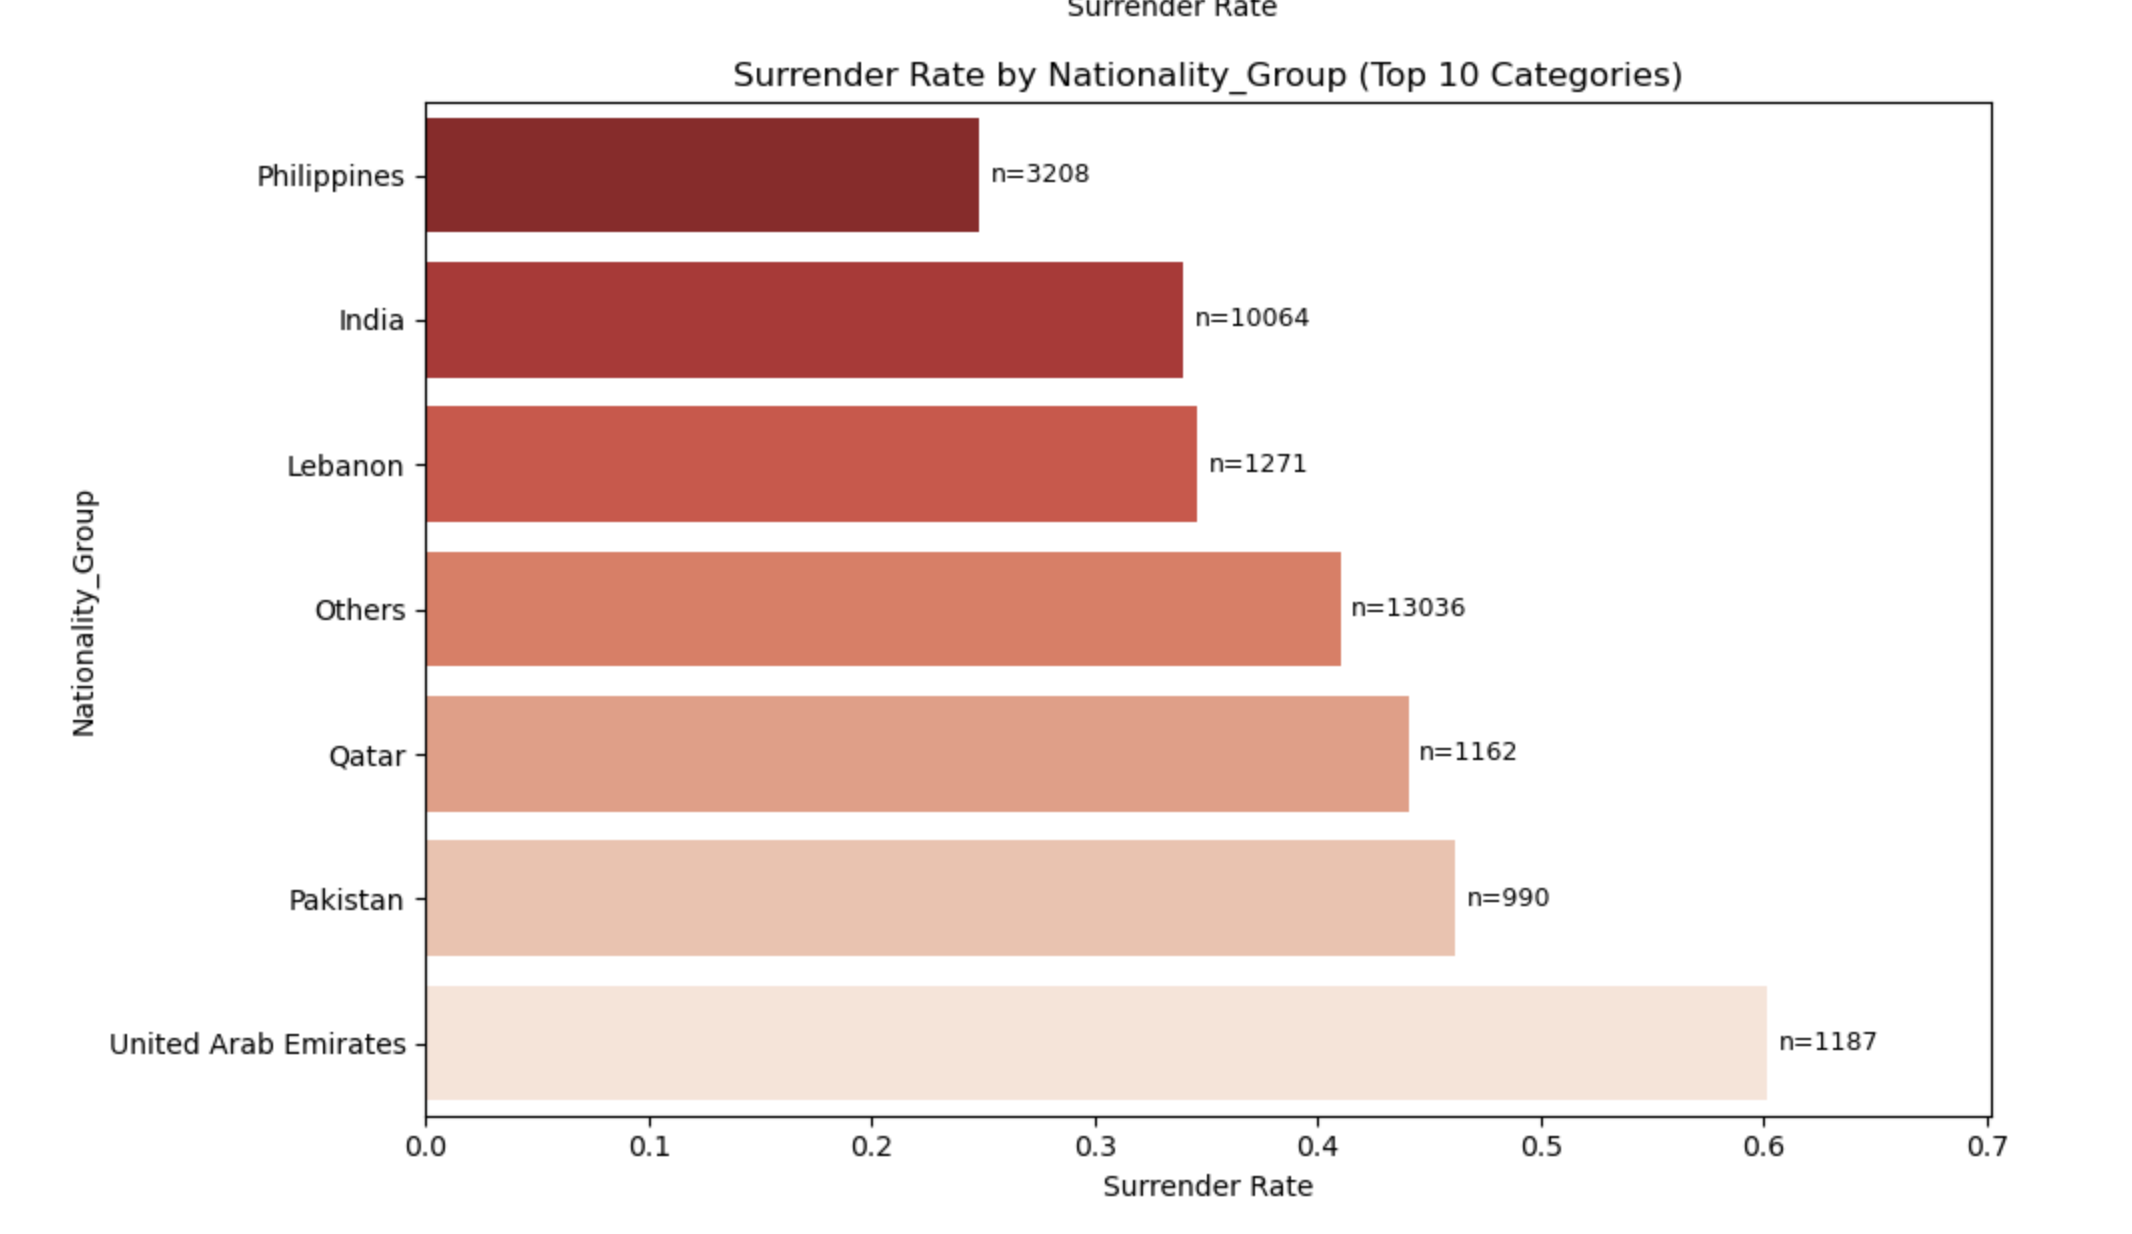 Surrender Rate
Surrender Rate by Nationality_Group (Top 10 Categories)
Nationality_Group
Philippines
n=3208
India
n=10064
Lebanon
n=1271
Others
n=13036
Qatar
n=1162
Pakistan
n=990
United Arab Emirates
n=1187
0.0 0.1 0.2 0.3 0.4 0.5 0.6 0.7
Surrender Rate